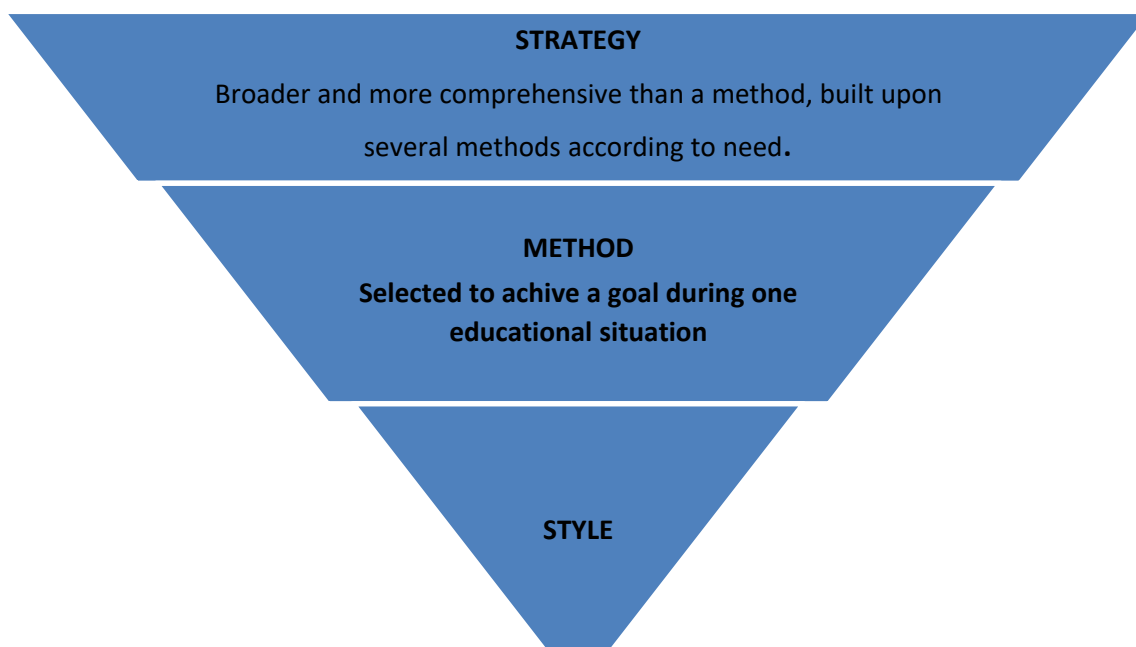 STRATEGY
Broader and more comprehensive than a method, built upon
several methods according to need.
METHOD
Selected to achive a goal during one
educational situation
STYLE